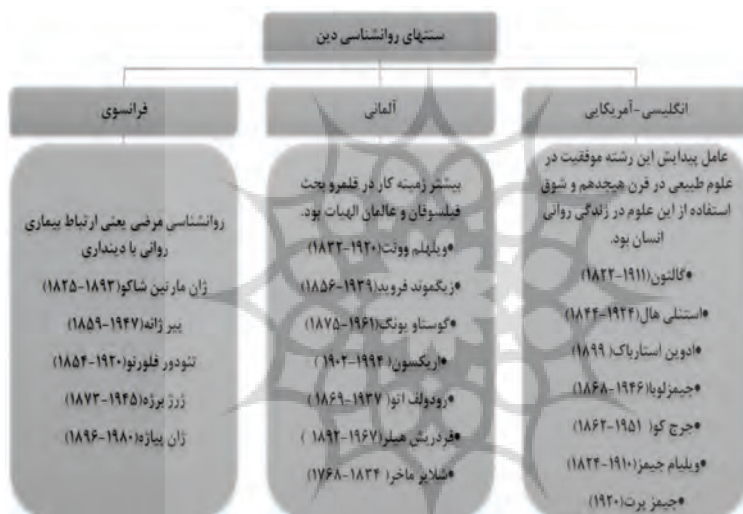 سنتهای روانشناسی دین
انگلیسی-آمریکایی
عامل پیدایش این رشته موفقیت در
علوم طبیعی در قرن هیجدهم و شوق
استفاده از این علوم در زندگی روانی
انسان بود.
•گالتون(۱۹۱۱-۱۸۲۲)
•استنلی هال(۱۹۲۴-۱۸۴۴)
•ادوین استارباک(۱۸۹۹)
•جیمزلوبا(۱۹۴۶-۱۸۶۸)
•جرج کو( ۱۹۵۱-۱۸۶۲)
•ویلیام جیمز(۱۹۱۰-۱۸۲۴)
•جیمز پرت(۱۹۲۰)
آلمانی
بیشتر زمینه کار در قلمرو بحث
فیلسوفان و عالمان الهیات بود.
•ویلهلم وونت(۱۹۲۰-۱۸۳۲)
•زیگموند فروید(۱۹۳۹-۱۸۵۶)
•گوستاو یونگ(۱۹۶۱-۱۸۷۵)
•اریکسون( ۱۹۹۴-۱۹۰۲ )
•رودولف اتو( ۱۹۳۷-۱۸۶۹)
•فردریش هیلر(۱۹۶۷-۱۸۹۲ )
•شلایر ماخر(۱۸۳۴-۱۷۶۸)
فرانسوی
روانشناسی مرضی یعنی ارتباط بیماری
روانی با دینداری
ژان مارتین شاکو(۱۸۹۳-۱۸۲۵)
پیر ژانه(۱۹۴۷-۱۸۵۹)
تئودور فلورنو(۱۹۲۰-۱۸۵۴)
ژرژ برژه(۱۹۴۵-۱۸۷۳)
ژان پیاژه(۱۹۸۰-۱۸۹۶)